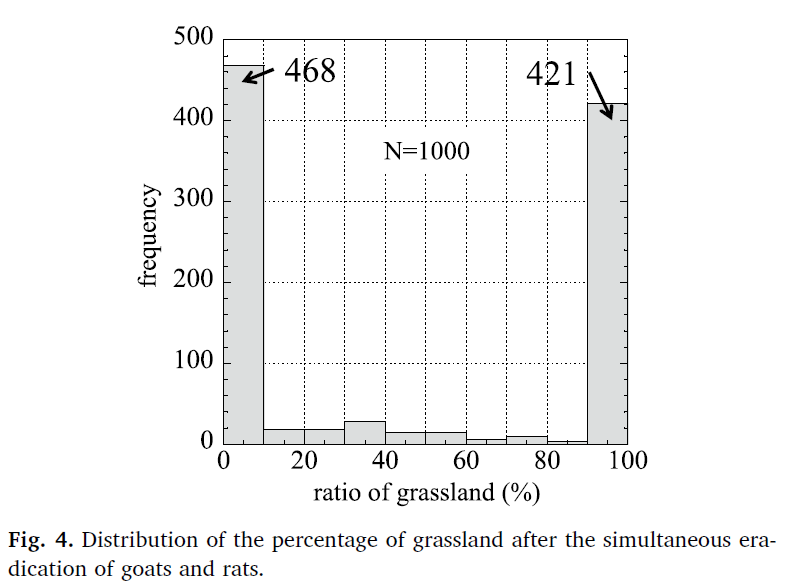 500
468
421
400
N=1000
300
frequency
200
100
0
0 20 40 60 80 100
ratio of grassland (%)
Fig. 4. Distribution of the percentage of grassland after the simultaneous era-
dication of goats and rats.